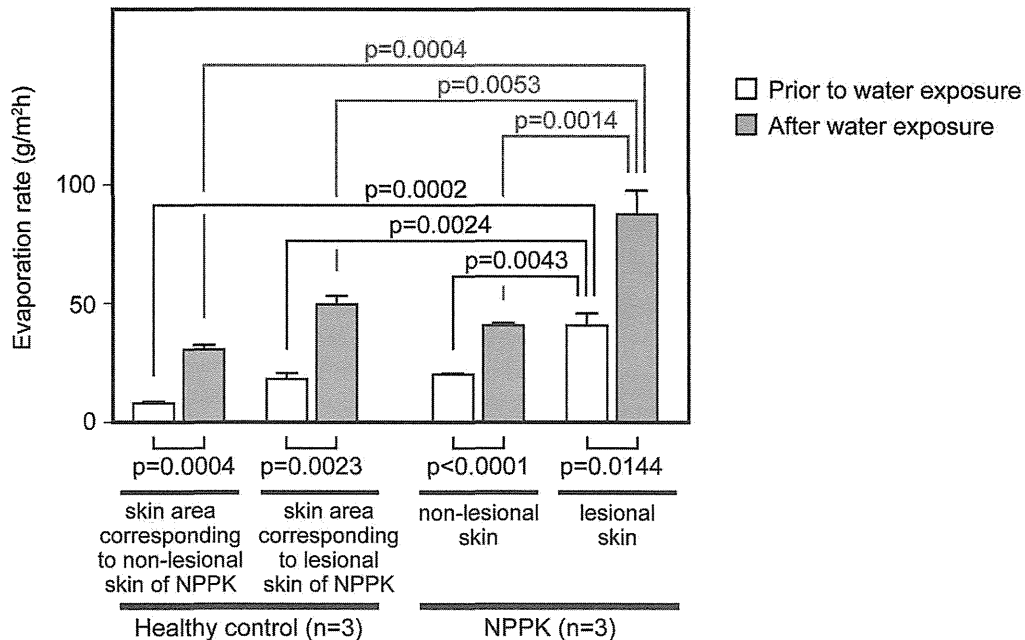 p=0.0004
p=0.0053
p=0.0014
p=0.0002
p=0.0024
p=0.0043
Evaporation rate (g/m²h)
100
50
0
Prior to water exposure
After water exposure
p=0.0004
p=0.0023
p<0.0001
p=0.0144
skin area
corresponding
to non-lesional
skin of NPPK
skin area
corresponding
to lesional
skin of NPPK
non-lesional
skin
lesional
skin
Healthy control (n=3)
NPPK (n=3)